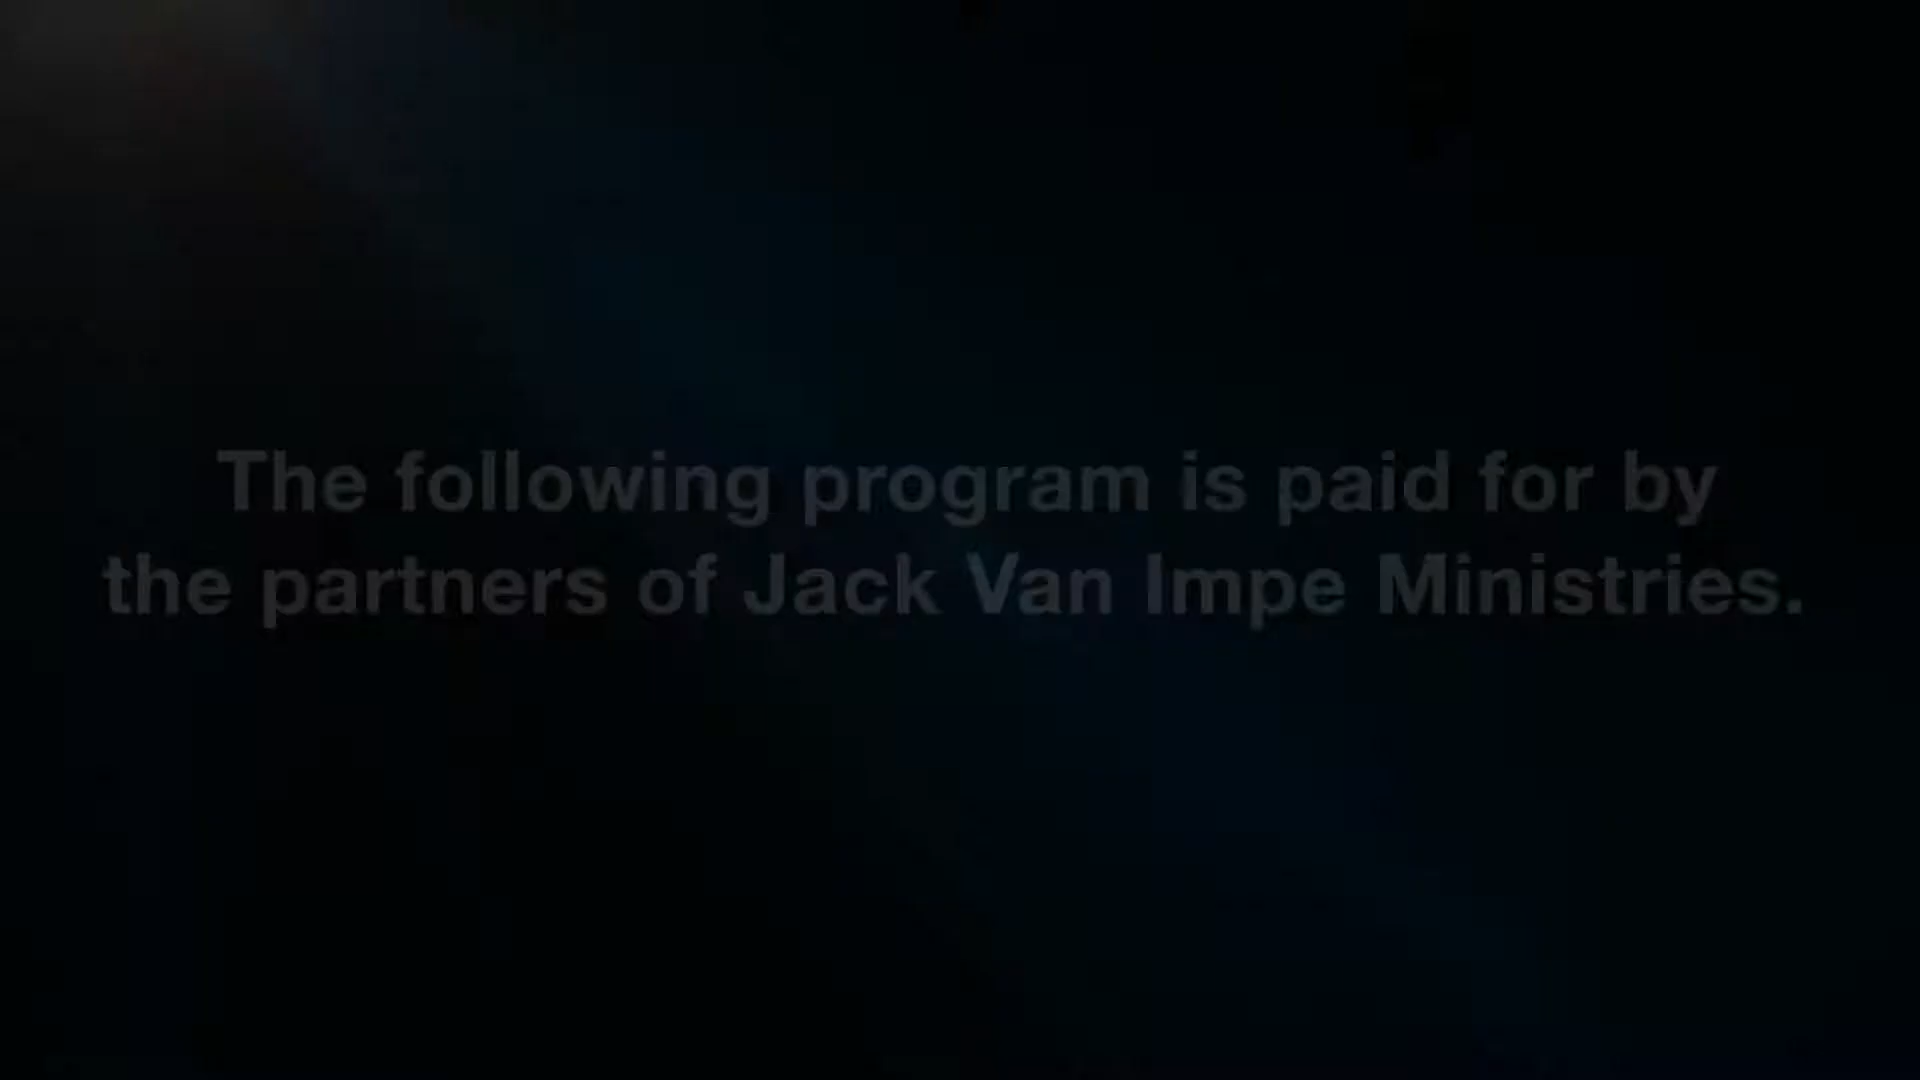 The following program is paid for by
the partners of Jack Van Impe Ministries.